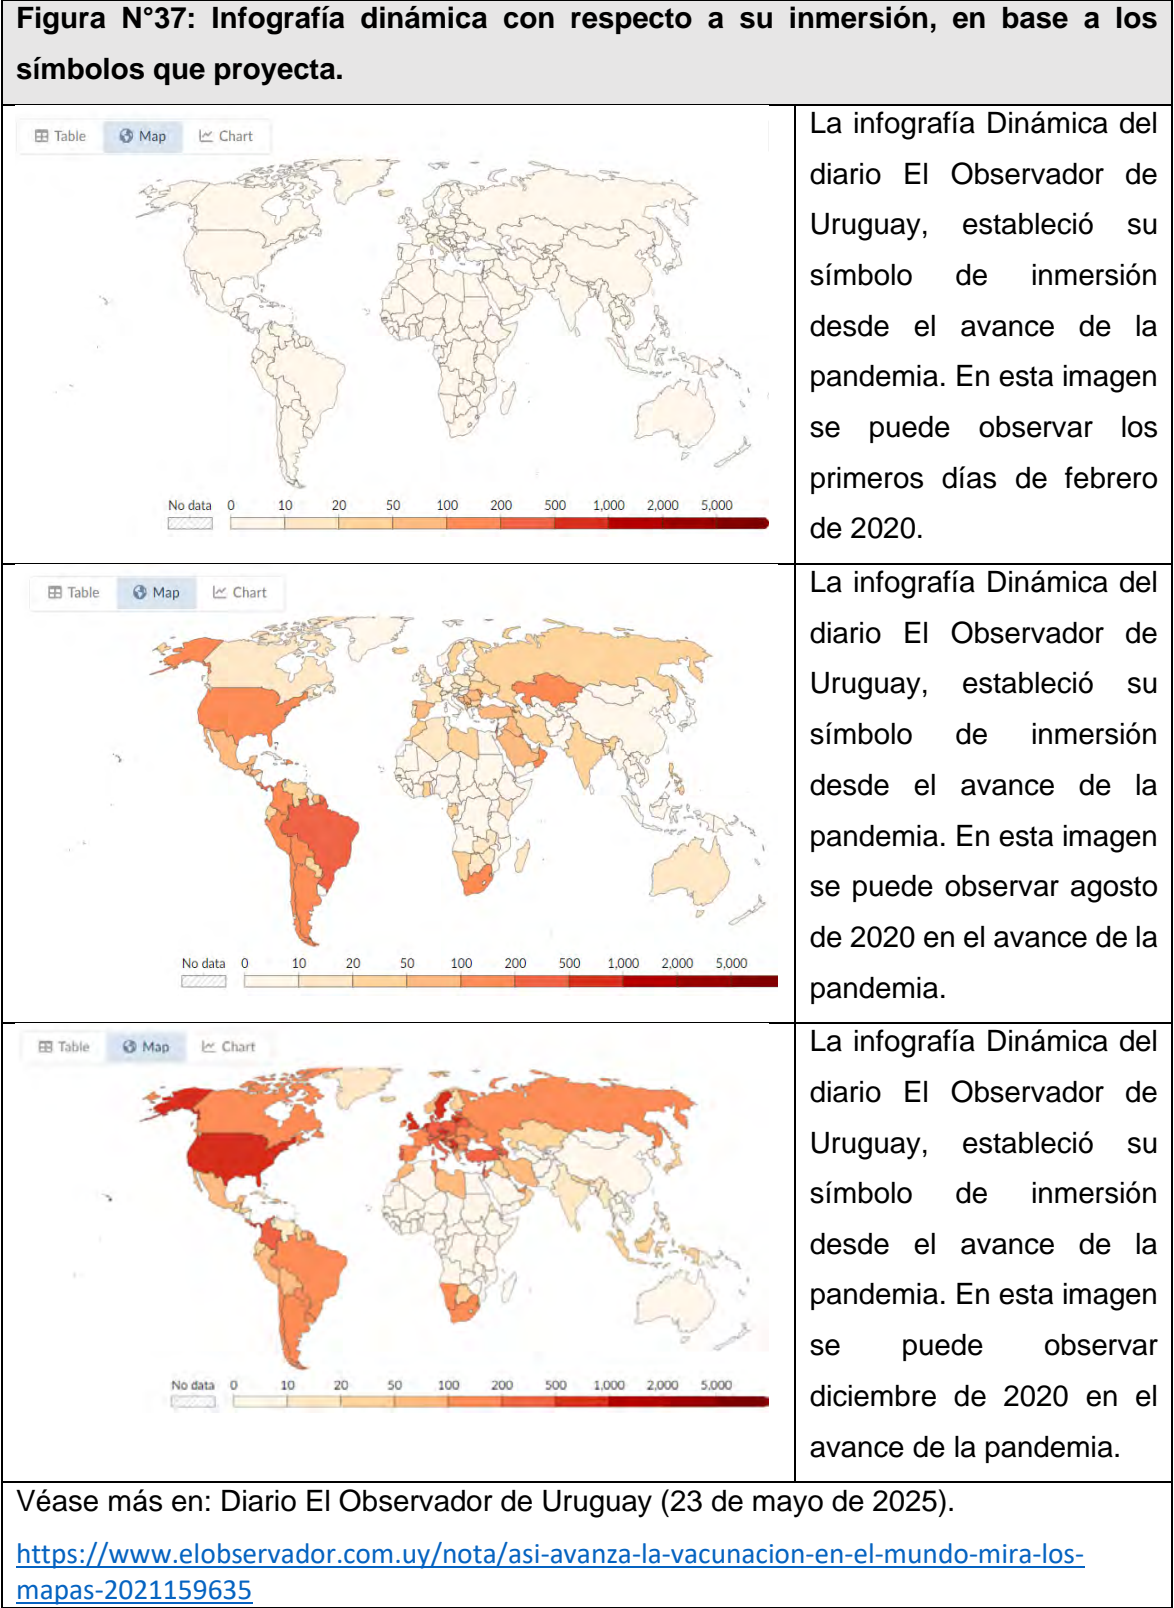 Figura N°37: Infografía dinámica con respecto a su inmersión, en base a los
símbolos que proyecta.
Table Map Chart
No data 0 10 20 50 100 200 500 1,000 2,000 5,000
La infografía Dinámica del
diario El Observador de
Uruguay, estableció su
símbolo de inmersión
desde el avance de la
pandemia. En esta imagen
se puede observar los
primeros días de febrero
de 2020.
Table Map Chart
No data 0 10 20 50 100 200 500 1,000 2,000 5,000
La infografía Dinámica del
diario El Observador de
Uruguay, estableció su
símbolo de inmersión
desde el avance de la
pandemia. En esta imagen
se puede observar agosto
de 2020 en el avance de la
pandemia.
Table Map Chart
No data 0 10 20 50 100 200 500 1,000 2,000 5,000
La infografía Dinámica del
diario El Observador de
Uruguay, estableció su
símbolo de inmersión
desde el avance de la
pandemia. En esta imagen
se puede observar
diciembre de 2020 en el
avance de la pandemia.
Véase más en: Diario El Observador de Uruguay (23 de mayo de 2025).
https://www.elobservador.com.uy/nota/asi-avanza-la-vacunacion-en-el-mundo-mira-los-
mapas-2021159635